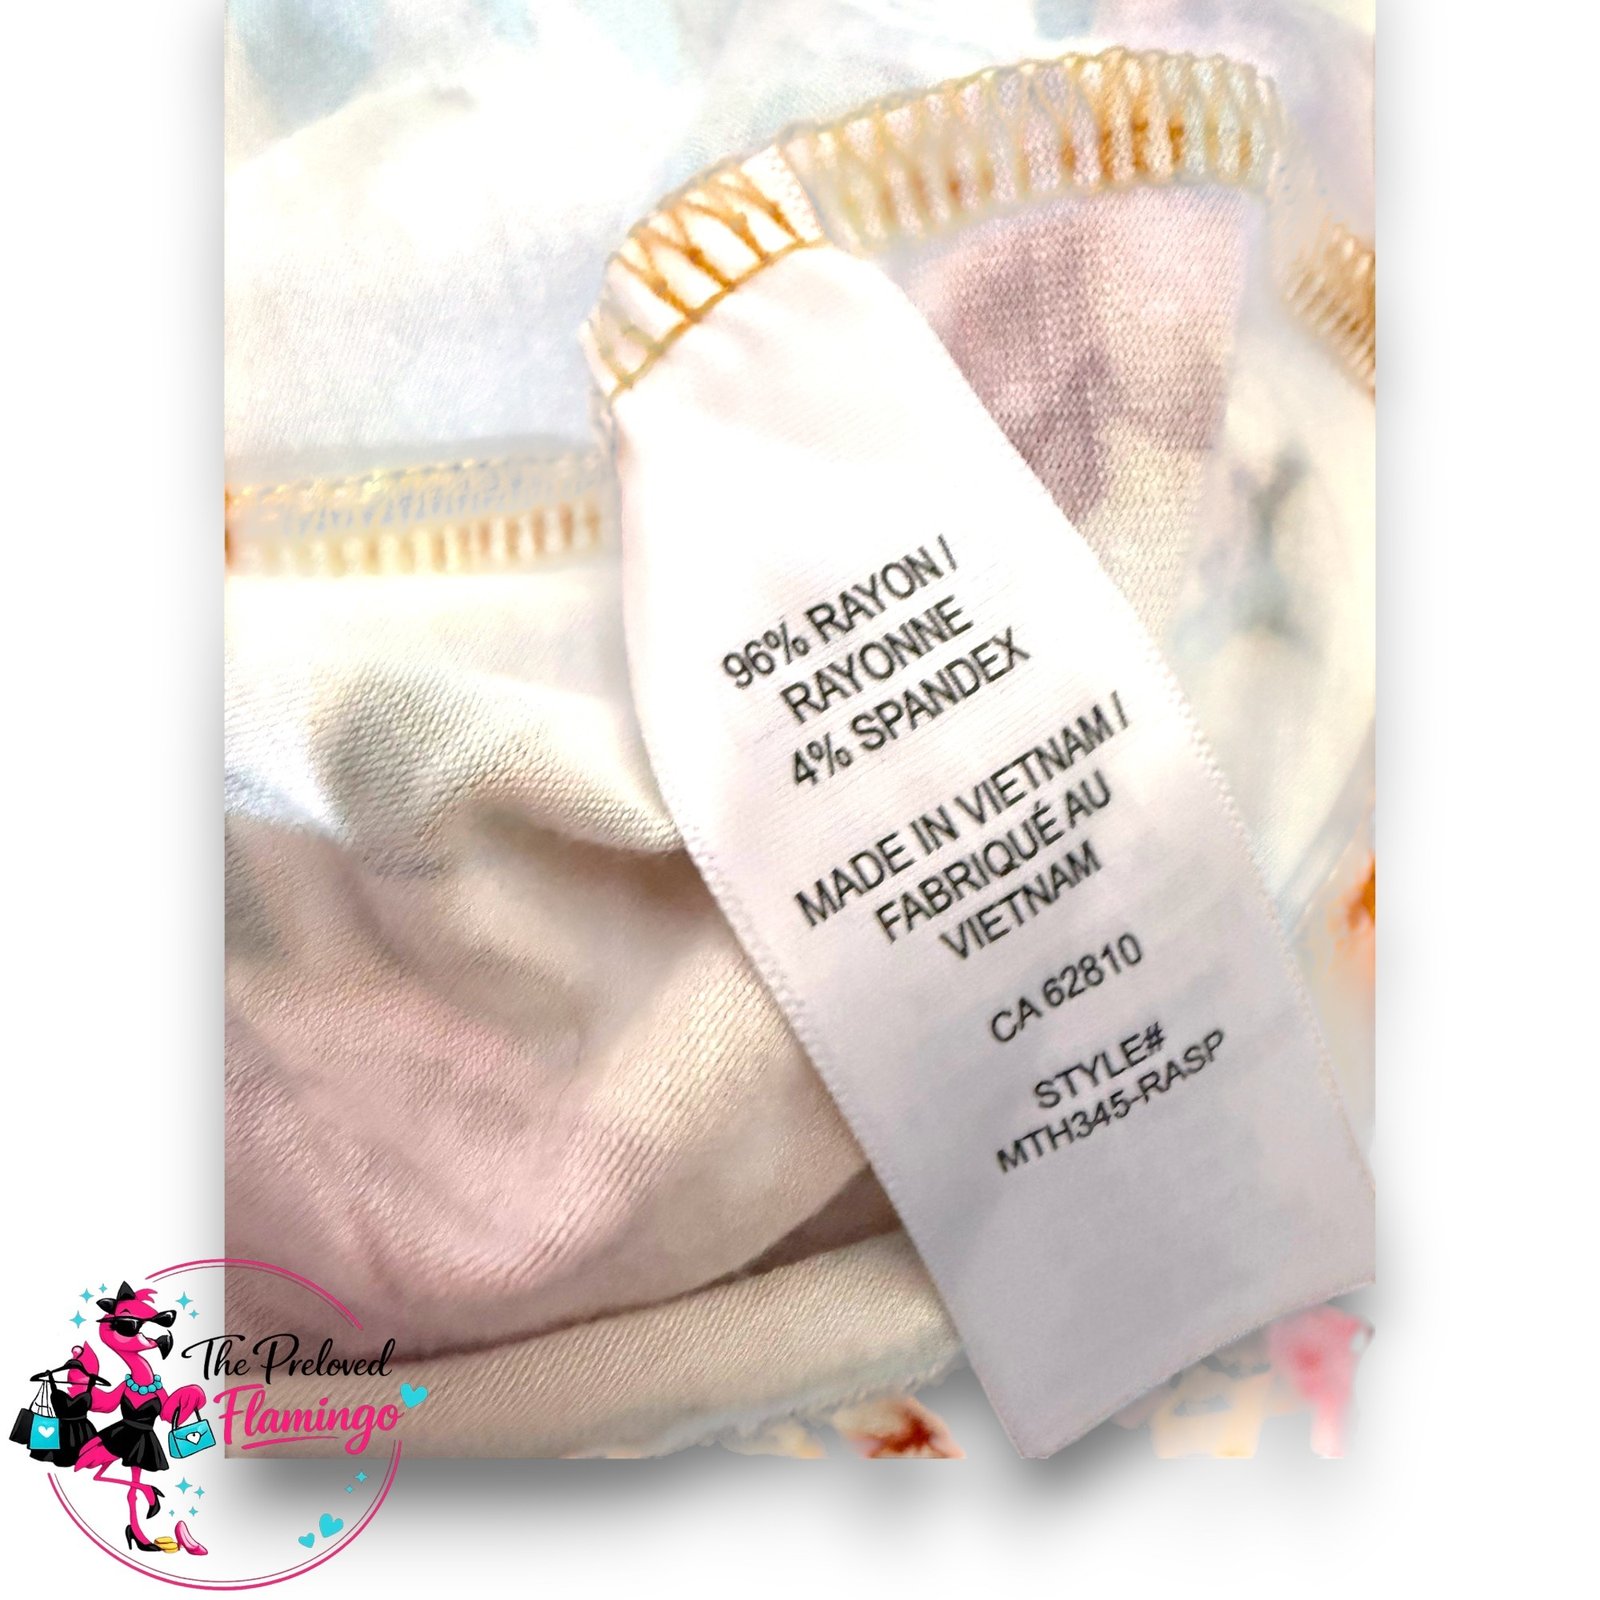 96% RAYON /
RAYONNE
4% SPANDEX
MADE IN VIETNAM /
FABRIQUÉ AU
VIETNAM
CA 62810
STYLE#
MTH345-RASP
The Preloved
Flamingo